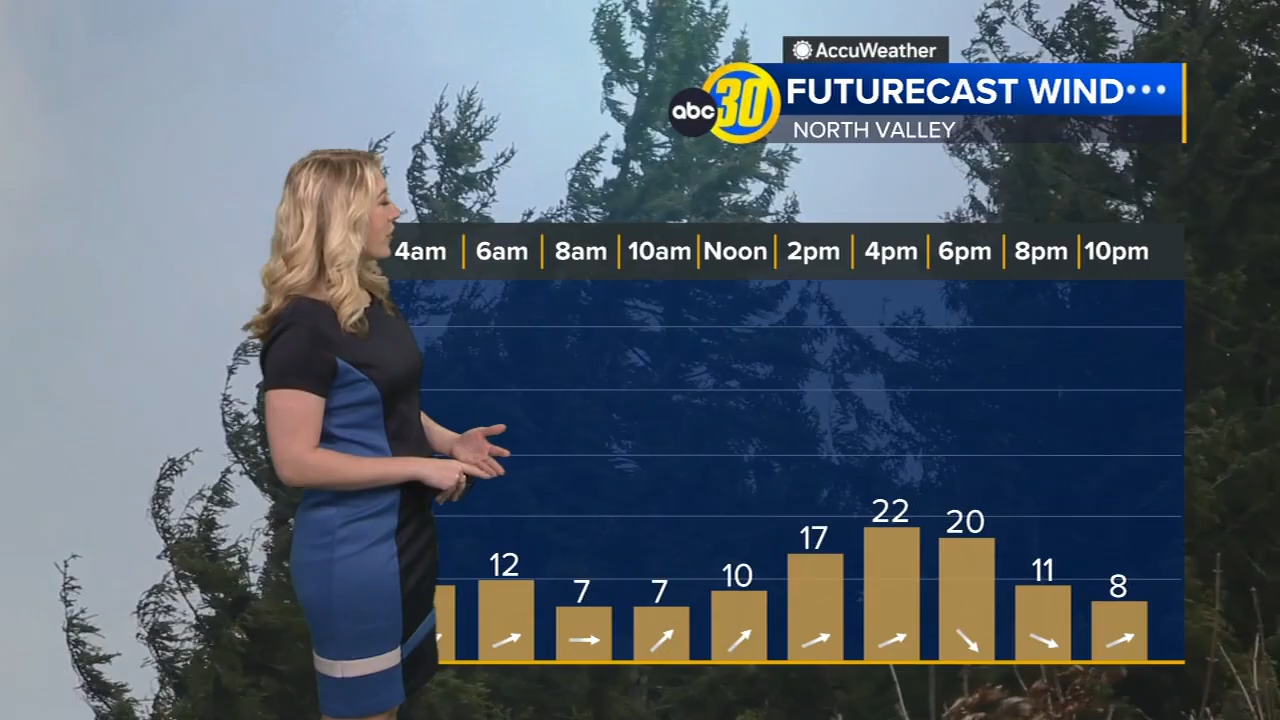 AccuWeather
abc 30
FUTURECAST WIND
NORTH VALLEY
4am 6am 8am 10am Noon 2pm 4pm 6pm 8pm 10pm
12 7 7 10 17 22 20 11 8